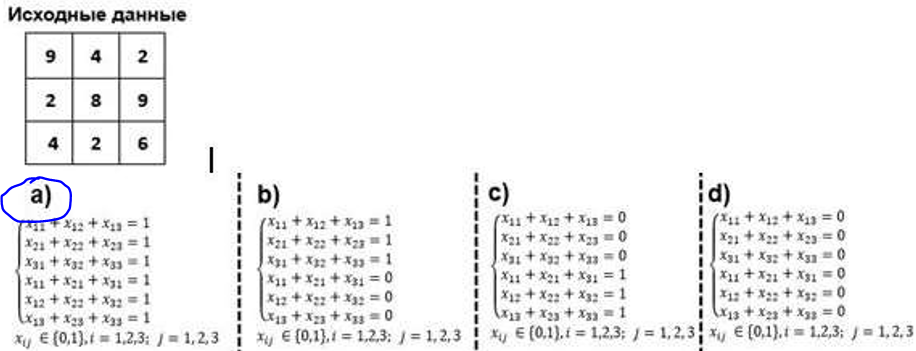 Исходные данные
9 4 2
2 8 9
4 2 6
a)
x₁₁ + x₁₂ + x₁₃ = 1
x₂₁ + x₂₂ + x₂₃ = 1
x₃₁ + x₃₂ + x₃₃ = 1
x₁₁ + x₂₁ + x₃₁ = 1
x₁₂ + x₂₂ + x₃₂ = 1
x₁₃ + x₂₃ + x₃₃ = 1
xᵢⱼ ∈ {0,1}, i = 1,2,3; j = 1,2,3
b)
x₁₁ + x₁₂ + x₁₃ = 1
x₂₁ + x₂₂ + x₂₃ = 1
x₃₁ + x₃₂ + x₃₃ = 1
x₁₁ + x₂₁ + x₃₁ = 0
x₁₂ + x₂₂ + x₃₂ = 0
x₁₃ + x₂₃ + x₃₃ = 0
xᵢⱼ ∈ {0,1}, i = 1,2,3; j = 1,2,3
c)
x₁₁ + x₁₂ + x₁₃ = 0
x₂₁ + x₂₂ + x₂₃ = 0
x₃₁ + x₃₂ + x₃₃ = 0
x₁₁ + x₂₁ + x₃₁ = 1
x₁₂ + x₂₂ + x₃₂ = 1
x₁₃ + x₂₃ + x₃₃ = 1
xᵢⱼ ∈ {0,1}, i = 1,2,3; j = 1,2,3
d)
x₁₁ + x₁₂ + x₁₃ = 0
x₂₁ + x₂₂ + x₂₃ = 0
x₃₁ + x₃₂ + x₃₃ = 0
x₁₁ + x₂₁ + x₃₁ = 0
x₁₂ + x₂₂ + x₃₂ = 0
x₁₃ + x₂₃ + x₃₃ = 0
xᵢⱼ ∈ {0,1}, i = 1,2,3; j = 1,2,3